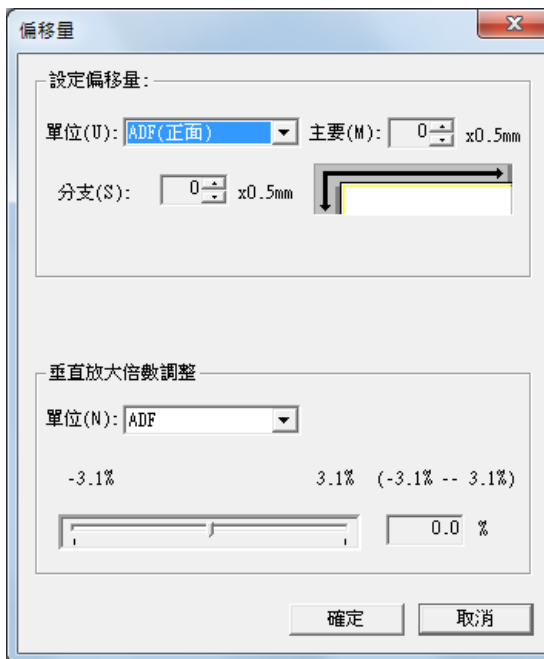 偏移量
設定偏移量:
單位(U): ADF(正面) 主要(M): 0 x0.5mm
分支(S): 0 x0.5mm
垂直放大倍數調整
單位(N): ADF
-3.1% 3.1% (-3.1% -- 3.1%)
0.0 %
確定 取消